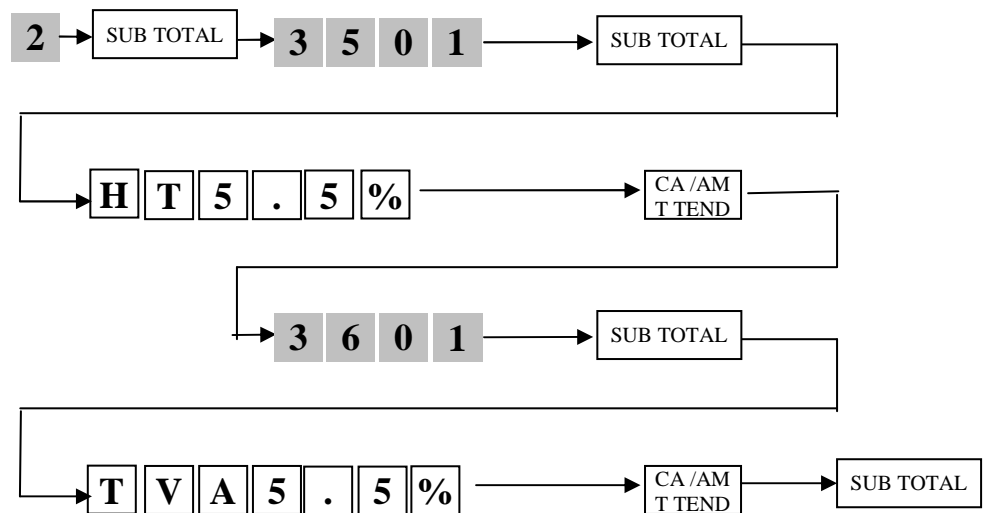 2 SUB TOTAL 3 5 0 1 SUB TOTAL
H T 5 . 5 % CA /AM
T TEND
3 6 0 1 SUB TOTAL
T V A 5 . 5 % CA /AM
T TEND SUB TOTAL